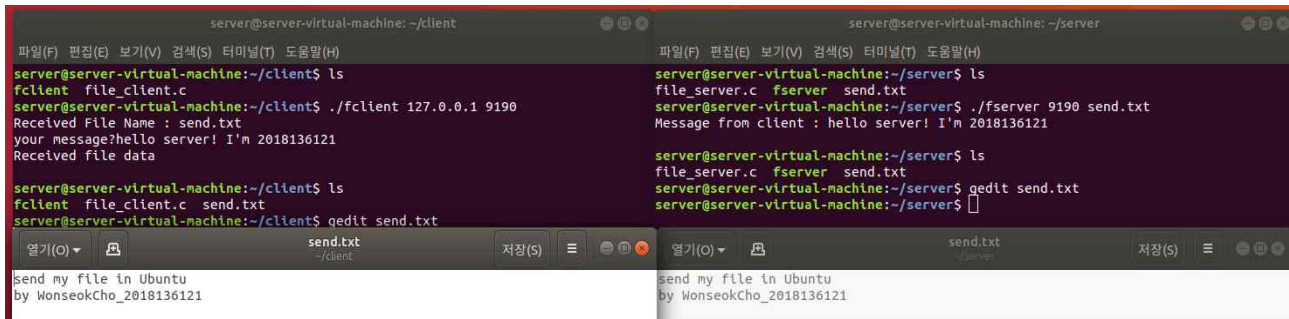 server@server-virtual-machine: ~/client
파일(F) 편집(E) 보기(V) 검색(S) 터미널(T) 도움말(H)
server@server-virtual-machine:~/client$ ls
fclient file_client.c
server@server-virtual-machine:~/client$ ./fclient 127.0.0.1 9190
Received File Name : send.txt
your message?hello server! I'm 2018136121
Received file data
server@server-virtual-machine:~/client$ ls
fclient file_client.c send.txt
server@server-virtual-machine:~/client$ gedit send.txt
열기(O)
send.txt
~/client
저장(S)
send my file in Ubuntu
by WonseokCho_2018136121
server@server-virtual-machine: ~/server
파일(F) 편집(E) 보기(V) 검색(S) 터미널(T) 도움말(H)
server@server-virtual-machine:~/server$ ls
file_server.c fserver send.txt
server@server-virtual-machine:~/server$ ./fserver 9190 send.txt
Message from client : hello server! I'm 2018136121
server@server-virtual-machine:~/server$ ls
file_server.c fserver send.txt
server@server-virtual-machine:~/server$ gedit send.txt
server@server-virtual-machine:~/server$
열기(O)
send.txt
~/server
저장(S)
send my file in Ubuntu
by WonseokCho_2018136121